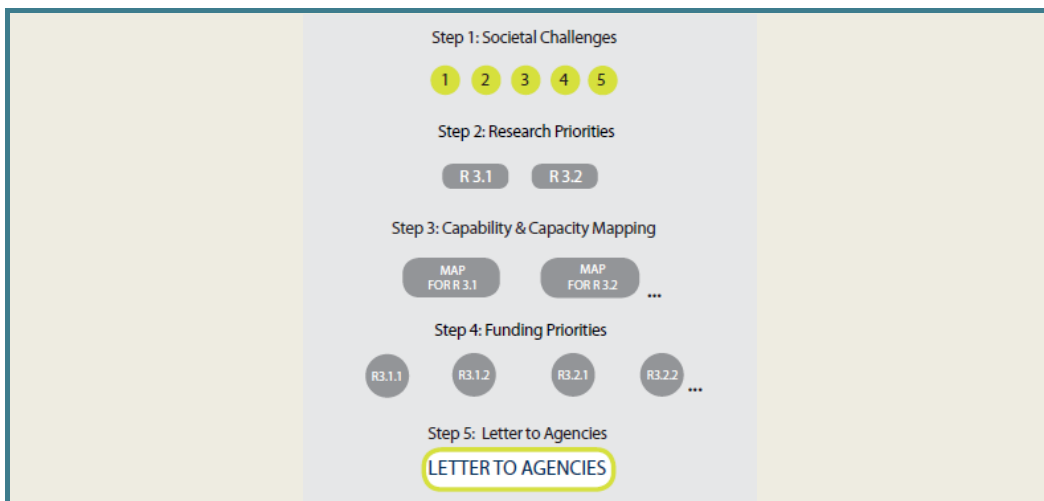 Step 1: Societal Challenges
1 2 3 4 5
Step 2: Research Priorities
R 3.1 R 3.2
Step 3: Capability & Capacity Mapping
MAP
FOR R 3.1
MAP
FOR R 3.2
...
Step 4: Funding Priorities
R3.1.1 R3.1.2 R3.2.1 R3.2.2 ...
Step 5: Letter to Agencies
LETTER TO AGENCIES